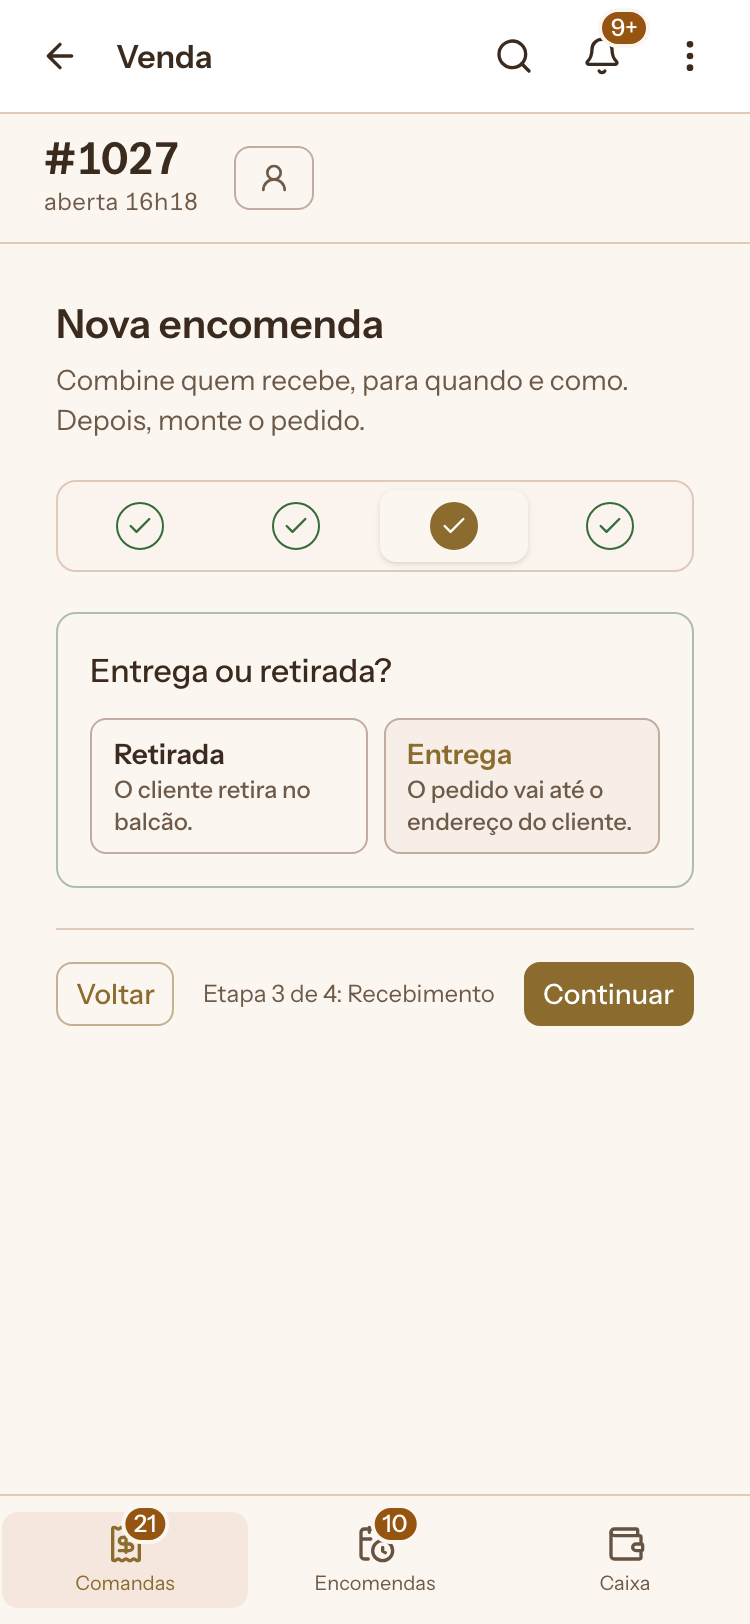 Venda
9+
#1027
aberta 16h18
Nova encomenda
Combine quem recebe, para quando e como.
Depois, monte o pedido.
Entrega ou retirada?
Retirada
O cliente retira no
balcão.
Entrega
O pedido vai até o
endereço do cliente.
Voltar
Etapa 3 de 4: Recebimento
Continuar
21
Comandas
10
Encomendas
Caixa